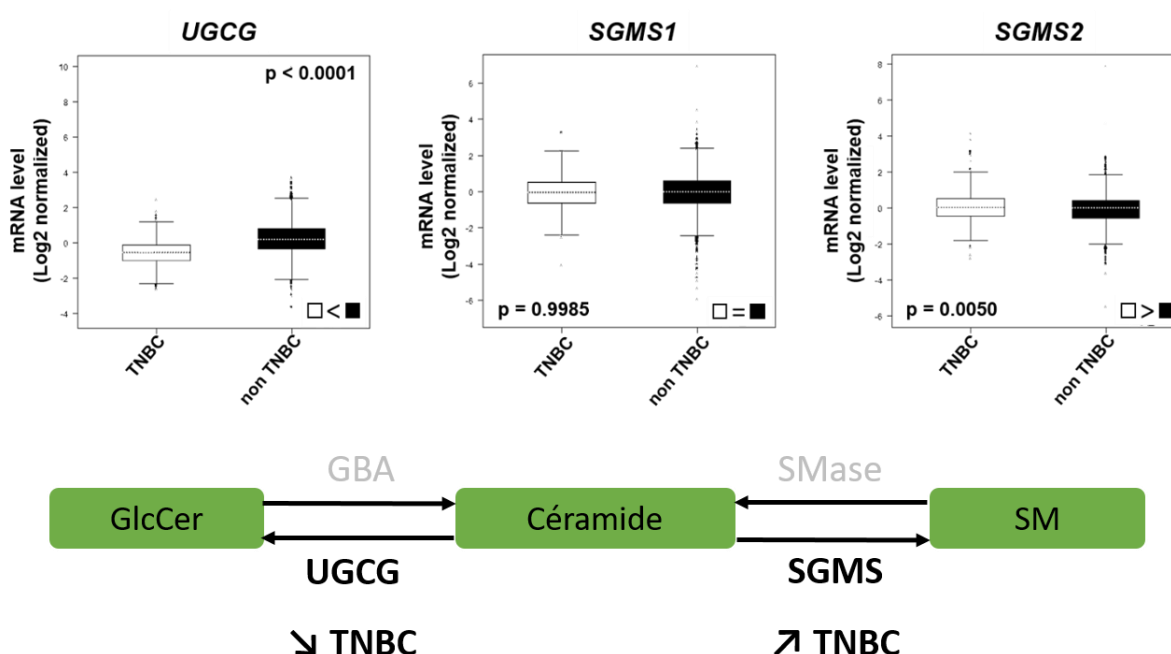 UGCG
SGMS1
SGMS2
mRNA level
(Log2 normalized)
10
8
6
4
2
0
-2
-4
p < 0.0001
□ < ■
TNBC
non TNBC
mRNA level
(Log2 normalized)
6
4
2
0
-2
-4
-6
p = 0.9985
□ = ■
TNBC
non TNBC
mRNA level
(Log2 normalized)
8
6
4
2
0
-2
-4
-6
p = 0.0050
□ > ■
TNBC
non TNBC
GBA
SMase
GlcCer
Céramide
SM
UGCG
SGMS
↘ TNBC
↗ TNBC